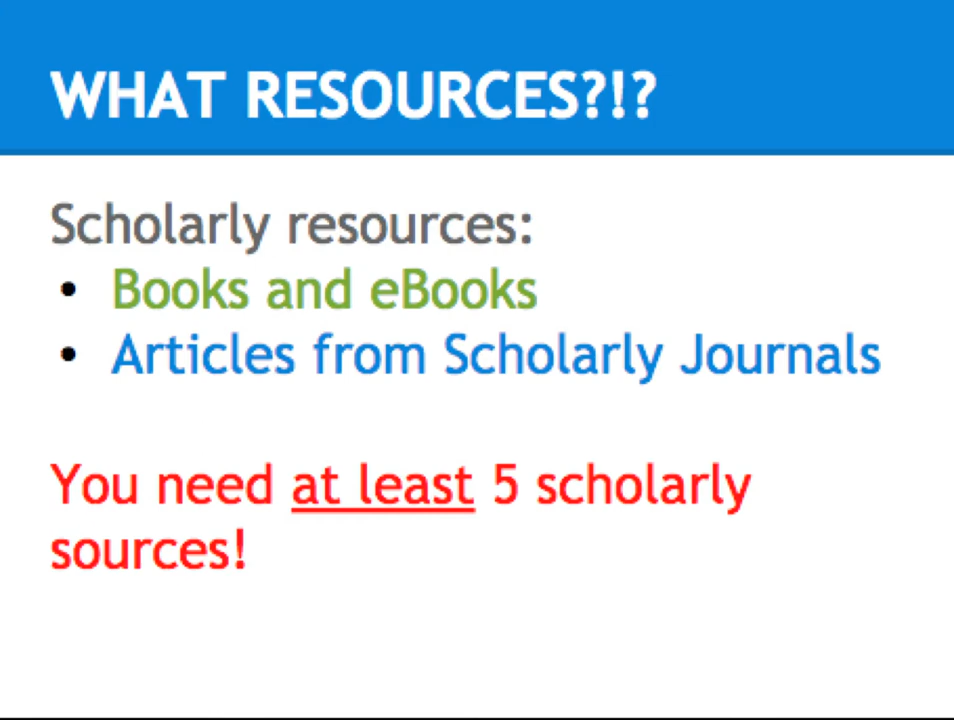 WHAT RESOURCES?!?
Scholarly resources:
• Books and eBooks
• Articles from Scholarly Journals
You need at least 5 scholarly
sources!